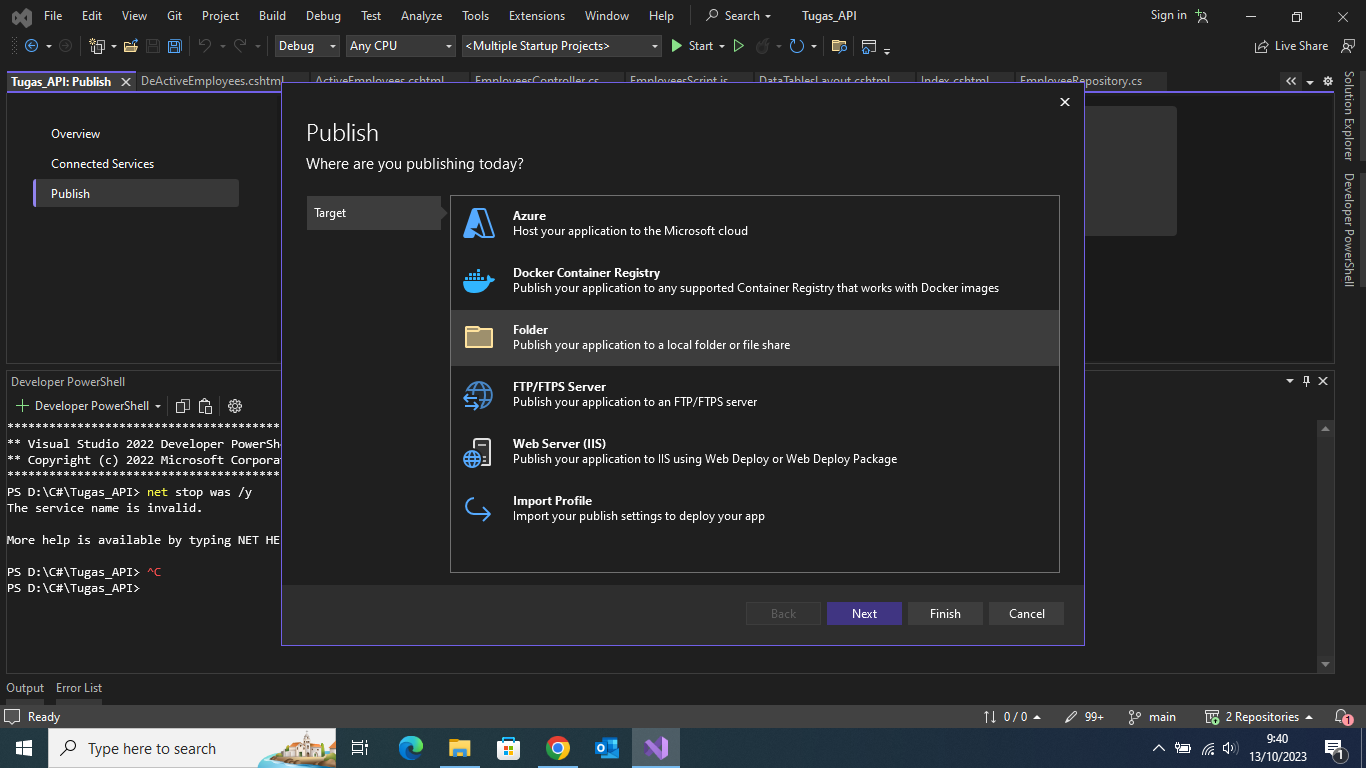 File Edit View Git Project Build Debug Test Analyze Tools Extensions Window Help Search Tugas_API Sign in
Debug Any CPU <Multiple Startup Projects> Start Live Share
Tugas_API: Publish DeActiveEmployees.cshtml ActiveEmployees.cshtml EmployeesController.cs EmployeesScript.js DataTablesLayout.cshtml Index.cshtml EmployeeRepository.cs
Solution Explorer
Developer PowerShell
Overview
Connected Services
Publish
Publish
Where are you publishing today?
Target
Azure
Host your application to the Microsoft cloud
Docker Container Registry
Publish your application to any supported Container Registry that works with Docker images
Folder
Publish your application to a local folder or file share
FTP/FTPS Server
Publish your application to an FTP/FTPS server
Web Server (IIS)
Publish your application to IIS using Web Deploy or Web Deploy Package
Import Profile
Import your publish settings to deploy your app
Back Next Finish Cancel
Developer PowerShell
Developer PowerShell
***************************************
** Visual Studio 2022 Developer PowerSh
** Copyright (c) 2022 Microsoft Corporat
***************************************
PS D:\C#\Tugas_API> net stop was /y
The service name is invalid.
More help is available by typing NET HE
PS D:\C#\Tugas_API> ^C
PS D:\C#\Tugas_API>
Output Error List
Ready 0 / 0 99+ main 2 Repositories 1
Type here to search
9:40
13/10/2023
1